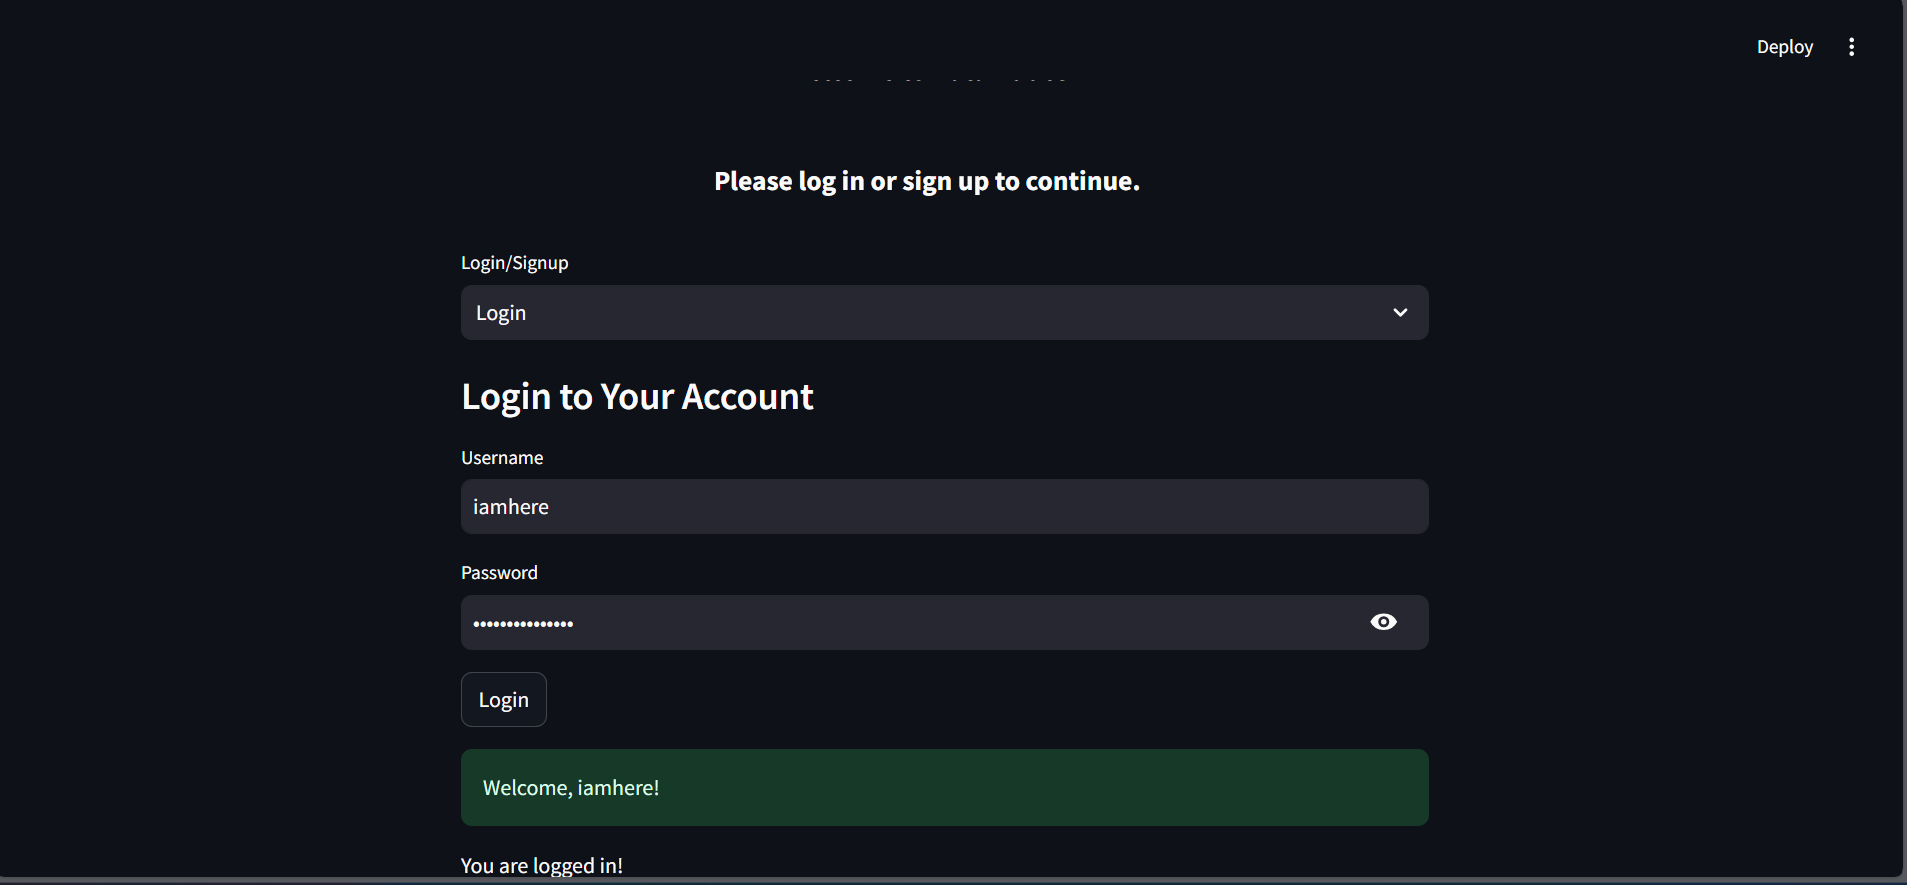 Deploy
Please log in or sign up to continue.
Login/Signup
Login
Login to Your Account
Username
iamhere
Password
•••••••••••••••
Login
Welcome, iamhere!
You are logged in!